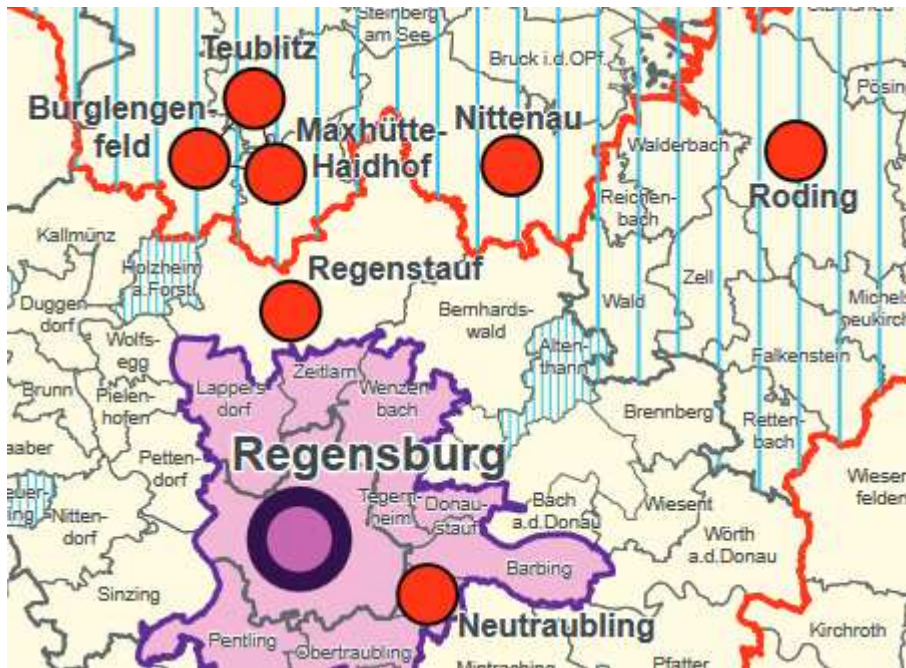 Steinberg
am See
Teublitz
Bruck i.d.OPf.
Pösing
Burglengen-
feld
Maxhütte-
Haidhof
Nittenau
Walderbach
Roding
Reichen-
bach
Kallmünz
Holzheim
a.Forst
Regenstauf
Zell
Duggen
dorf
Bernhards-
wald
Wald
Michels
neukirch
Wolfs-
egg
Alten-
thann
Falkenstein
Brunn
Pielen-
hofen
Lappers
dorf
Zeitlarn
Wenzen
bach
Brennberg
Retten-
bach
Regensburg
Petten-
dorf
Wiesen
felden
Nitten-
dorf
Tegern-
heim
Donau-
stauf
Bach
a.d.Donau
Wiesent
Wörth
a.d.Donau
Sinzing
Barbing
Neutraubling
Pentling
Obertraubling
Kirchroth
Mintraching
Pfatter